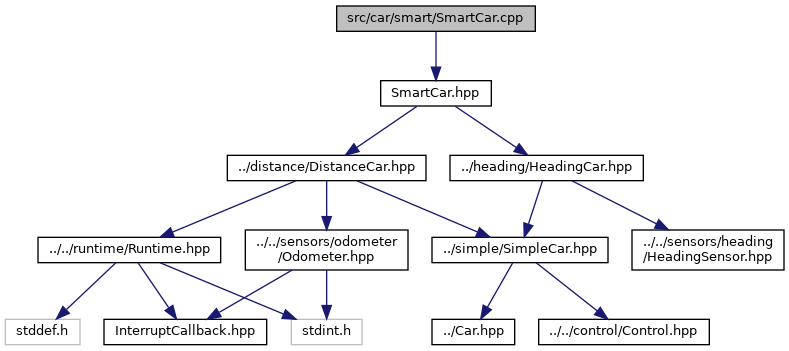 src/car/smart/SmartCar.cpp
SmartCar.hpp
../distance/DistanceCar.hpp
../heading/HeadingCar.hpp
../../runtime/Runtime.hpp
../../sensors/odometer
/Odometer.hpp
../simple/SimpleCar.hpp
../../sensors/heading
/HeadingSensor.hpp
stddef.h
InterruptCallback.hpp
stdint.h
../Car.hpp
../../control/Control.hpp